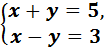 x + y = 5,
x − y = 3